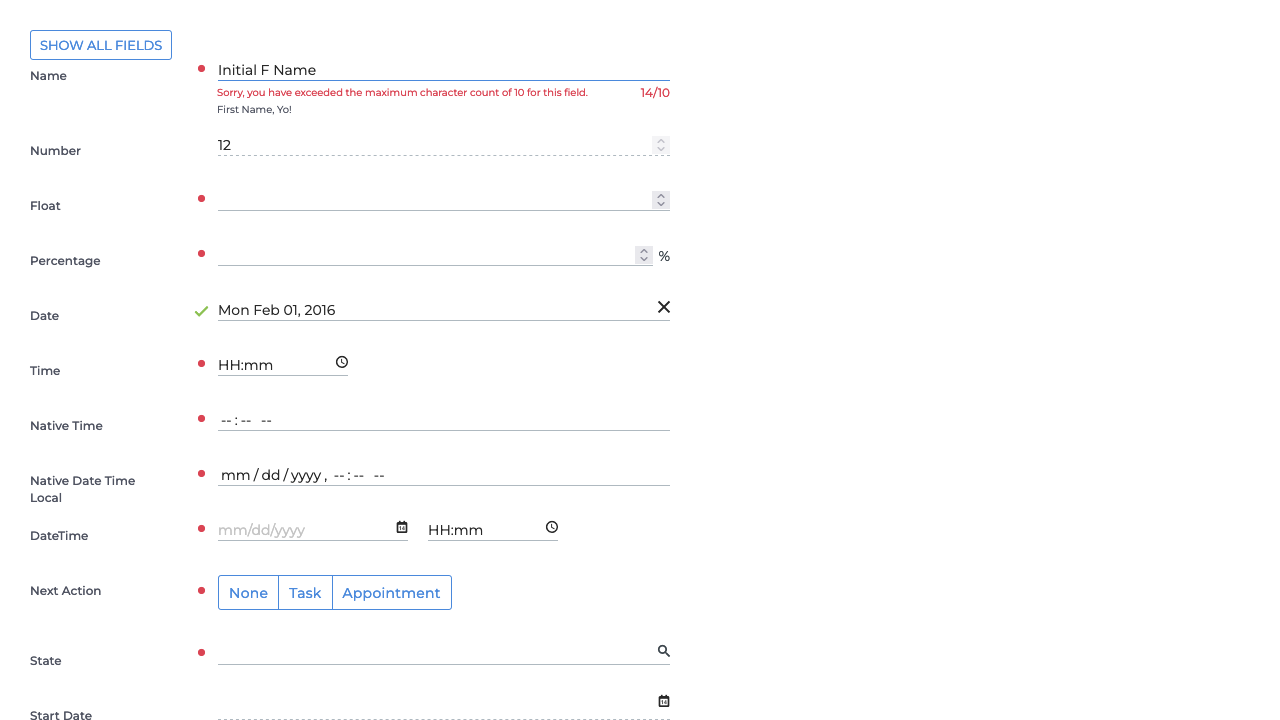 SHOW ALL FIELDS
Name
Initial F Name
Sorry, you have exceeded the maximum character count of 10 for this field. 14/10
First Name, Yo!
Number
12
Float
Percentage
%
Date
Mon Feb 01, 2016
Time
HH:mm
Native Time
-- : -- --
Native Date Time
Local
mm / dd / yyyy , -- : -- --
DateTime
mm/dd/yyyy HH:mm
Next Action
None Task Appointment
State
Start Date